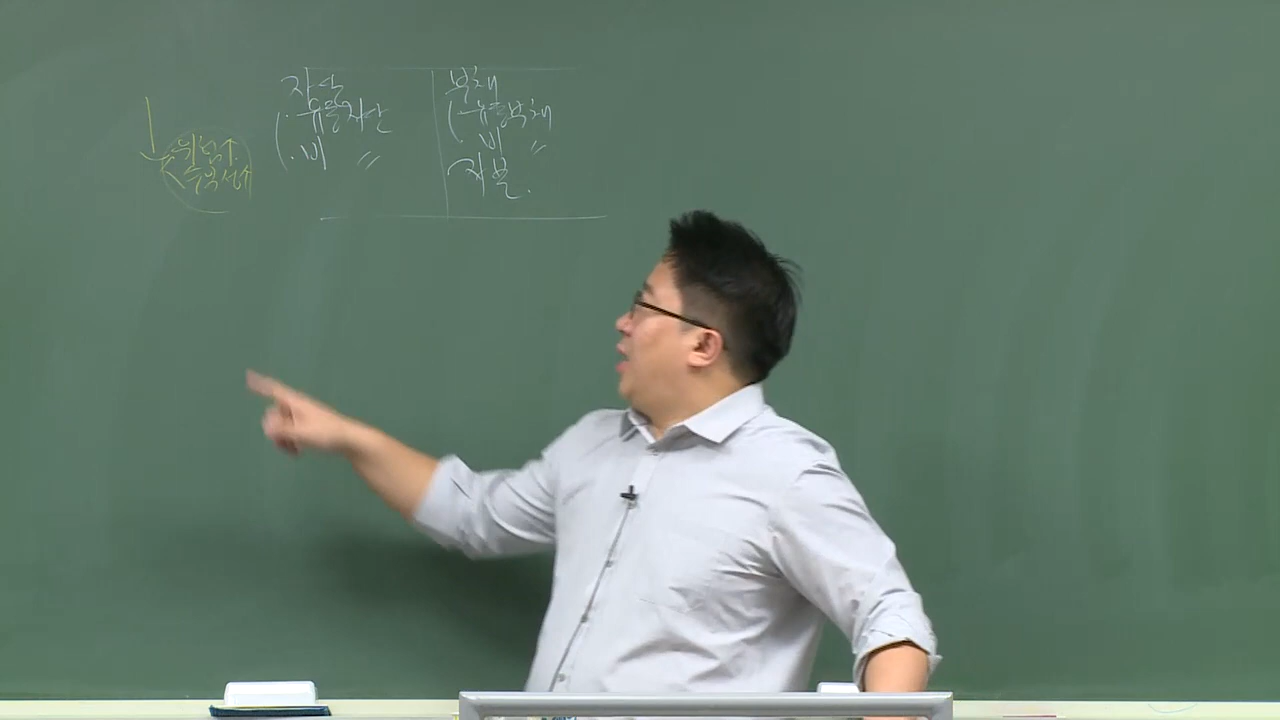 자산
(· 유동자산
· 비 〃
부채
(· 유동부채
· 비 〃
자본.